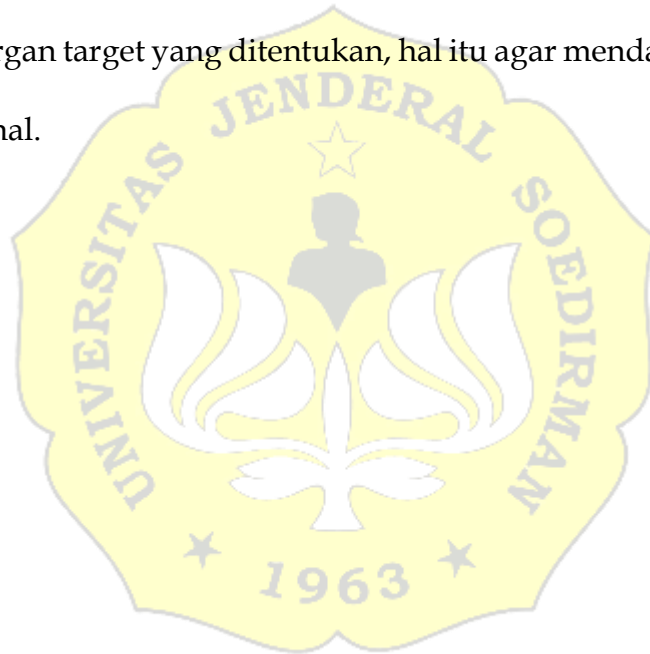 rgan target yang ditentukan, hal itu agar menda
nal.
UNIVERSITAS JENDERAL SOEDIRMAN
1963